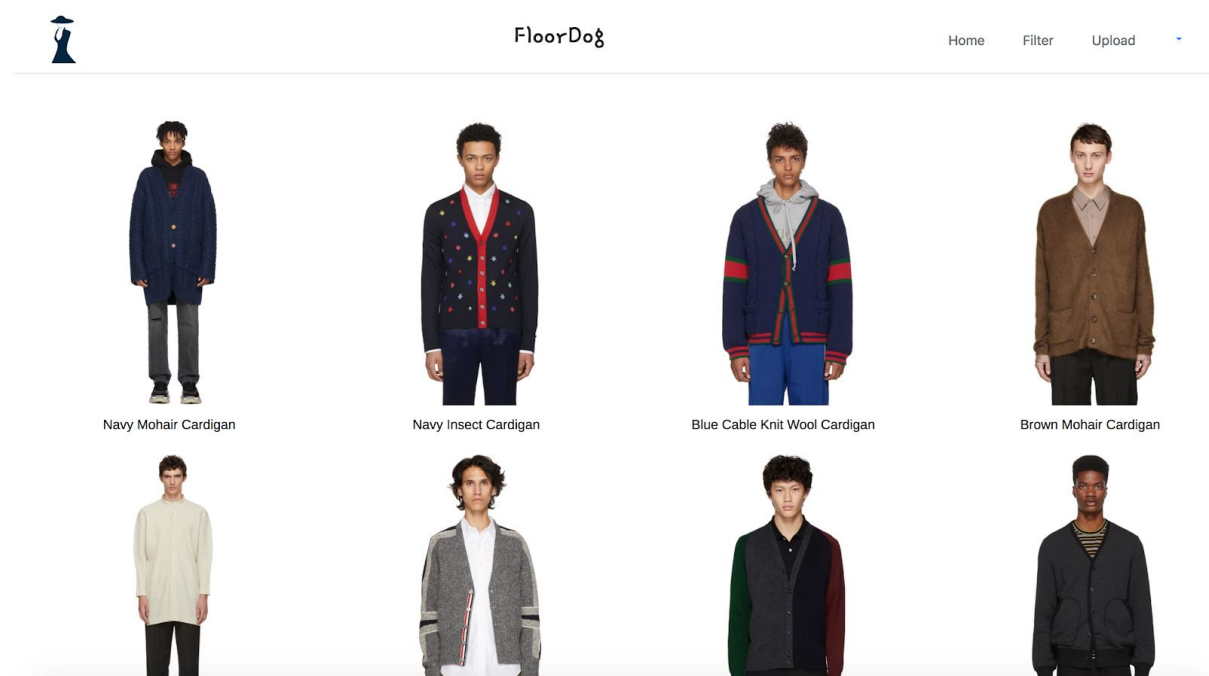 FloorDog
Home Filter Upload
Navy Mohair Cardigan
Navy Insect Cardigan
Blue Cable Knit Wool Cardigan
Brown Mohair Cardigan